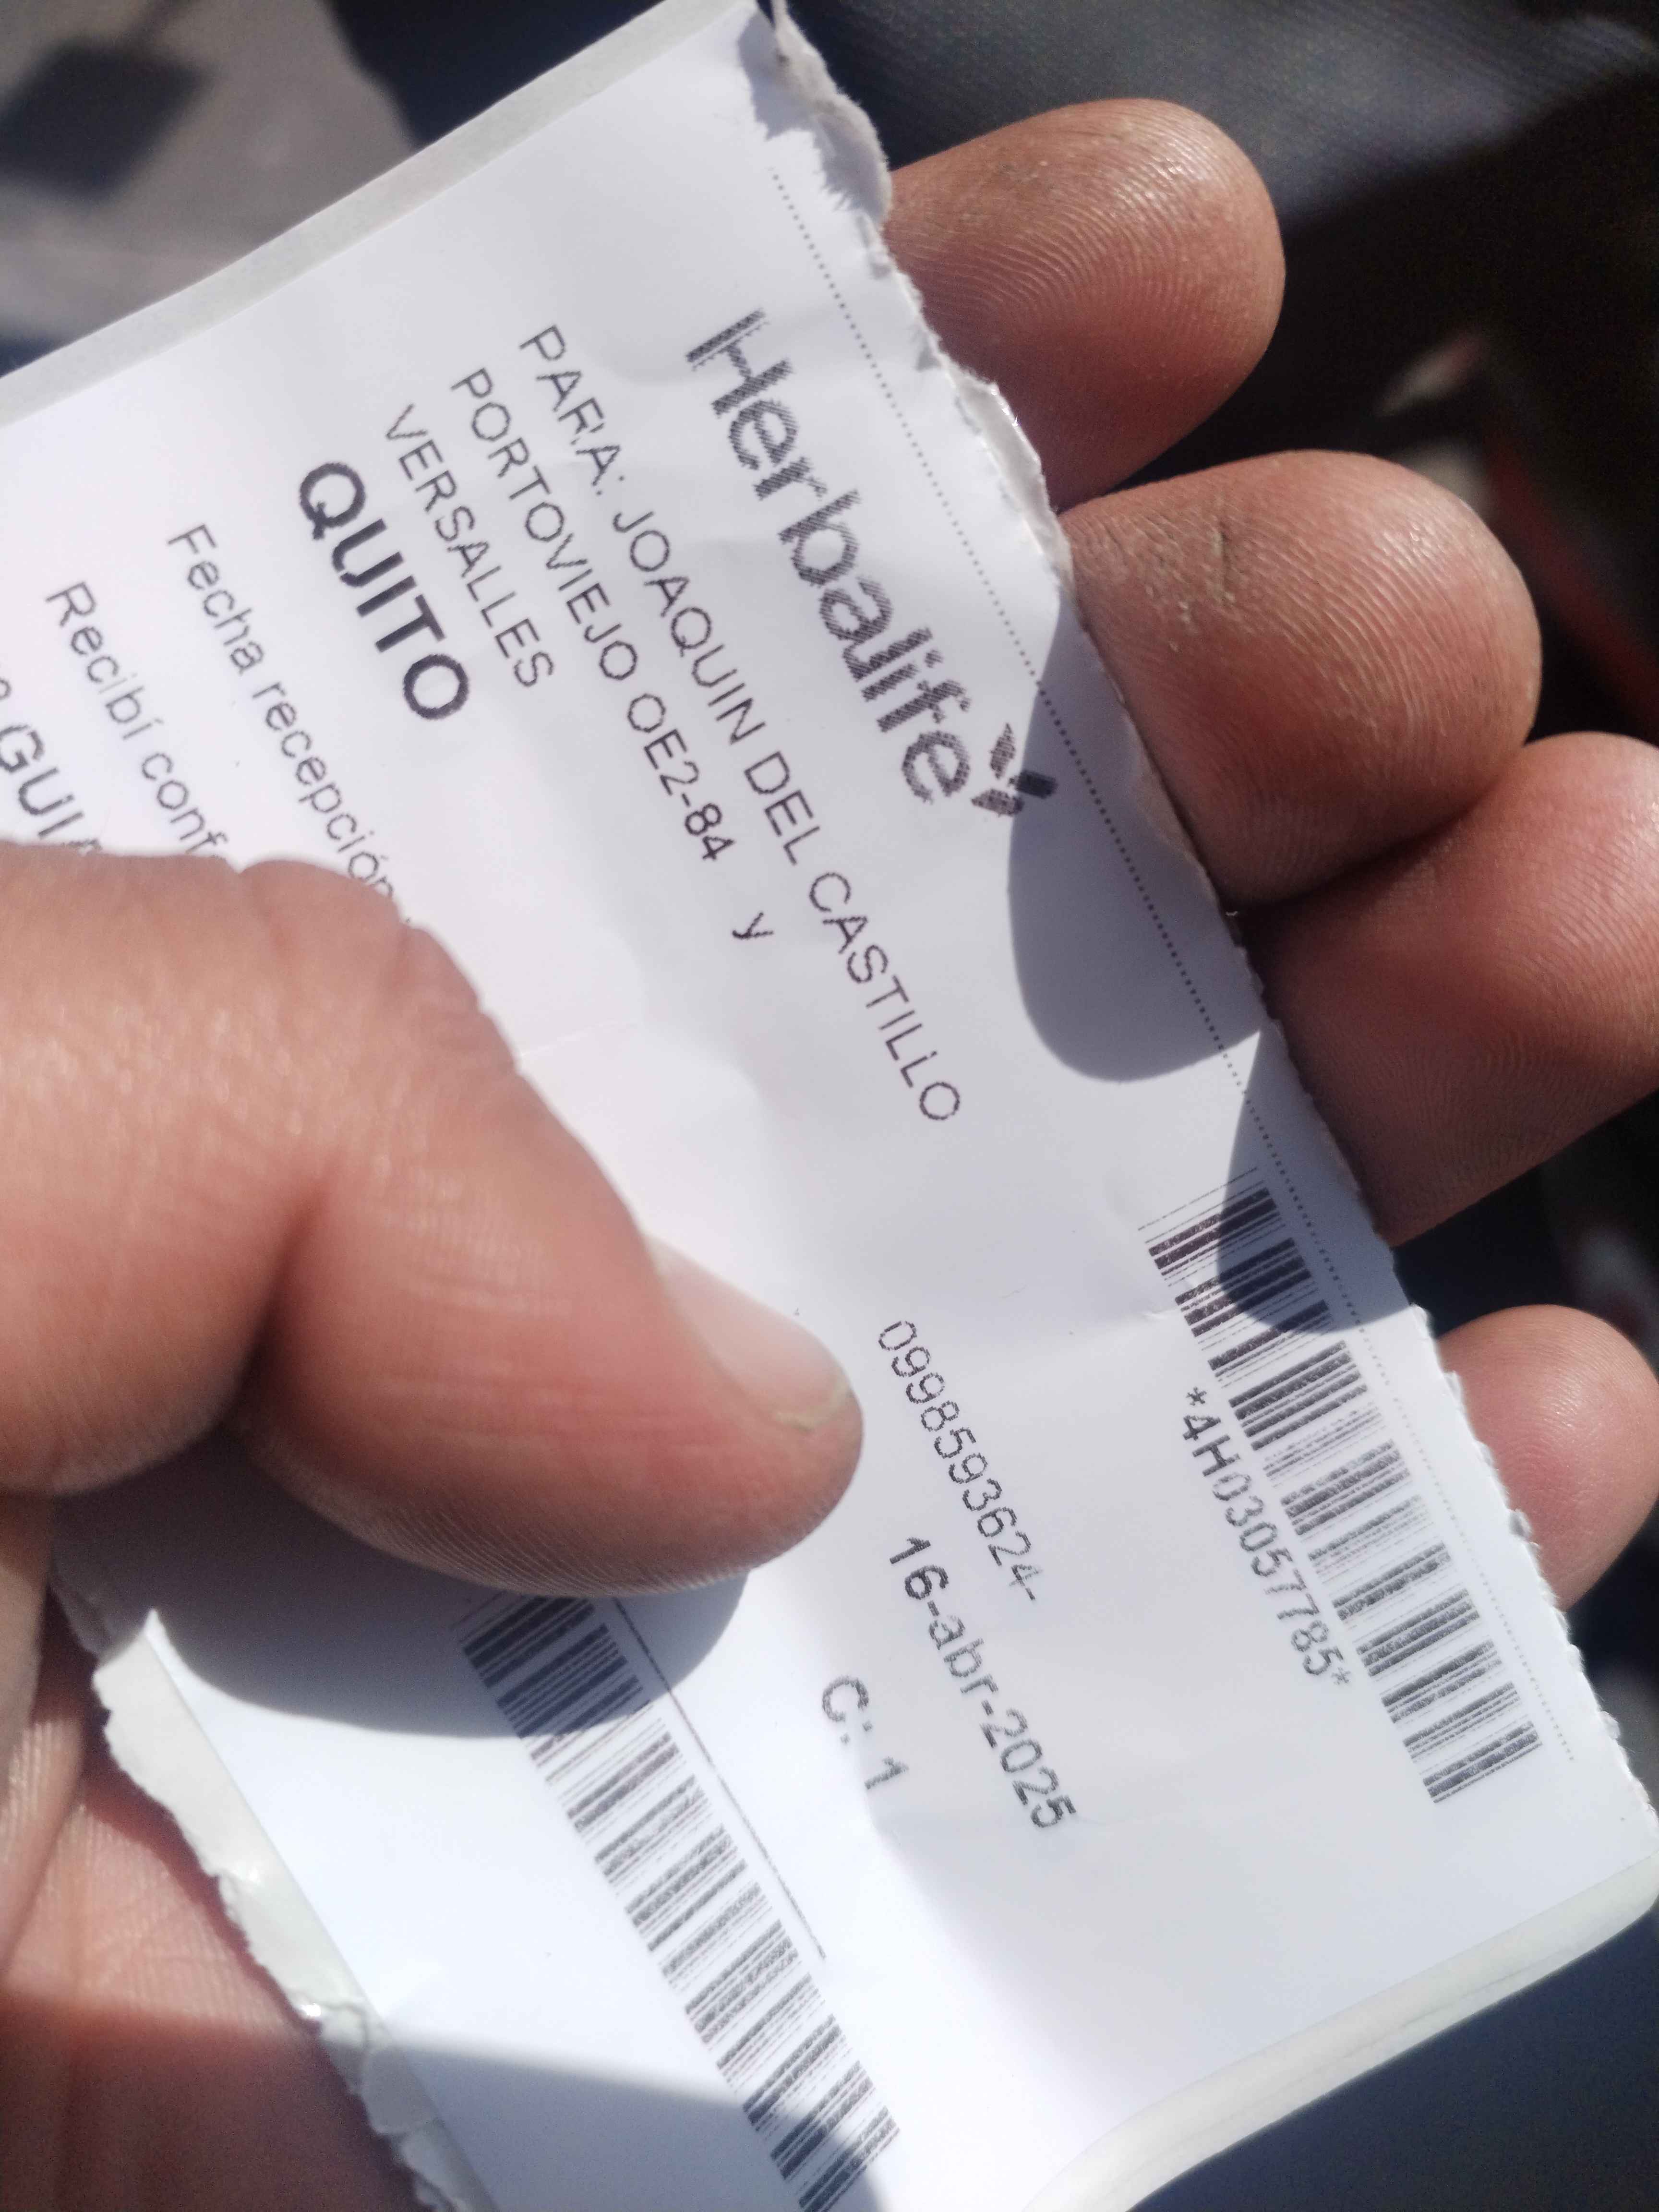 Herbalife
*4H03057785*
PARA: JOAQUIN DEL CASTILLO
0998593624-
PORTOVIEJO OE2-84 y
16-abr-2025
VERSALLES
C: 1
QUITO
Fecha recepción
Recibí